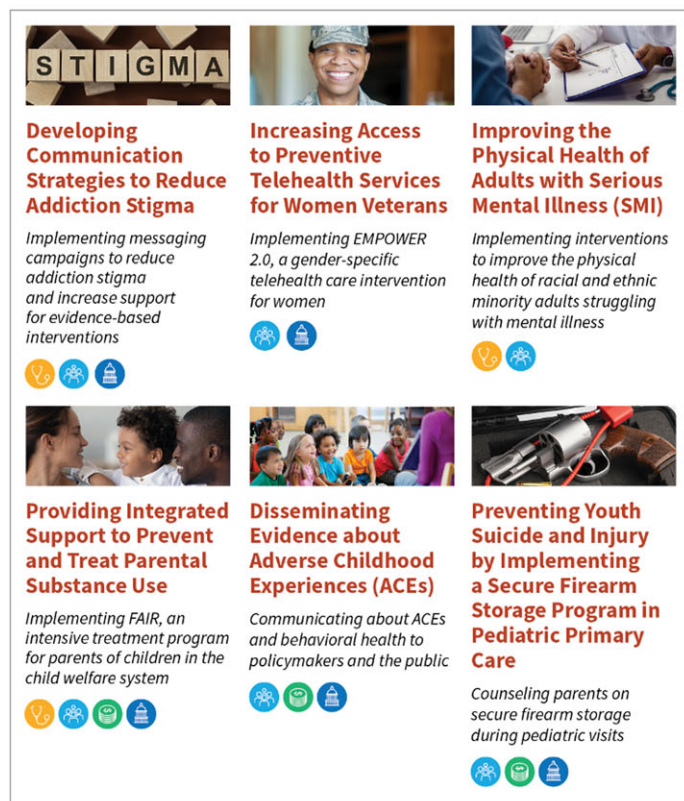 STIGMA
Developing
Communication
Strategies to Reduce
Addiction Stigma
Implementing messaging
campaigns to reduce
addiction stigma
and increase support
for evidence-based
interventions
Increasing Access
to Preventive
Telehealth Services
for Women Veterans
Implementing EMPOWER
2.0, a gender-specific
telehealth care intervention
for women
Improving the
Physical Health of
Adults with Serious
Mental Illness (SMI)
Implementing interventions
to improve the physical
health of racial and ethnic
minority adults struggling
with mental illness
Providing Integrated
Support to Prevent
and Treat Parental
Substance Use
Implementing FAIR, an
intensive treatment program
for parents of children in the
child welfare system
Disseminating
Evidence about
Adverse Childhood
Experiences (ACEs)
Communicating about ACEs
and behavioral health to
policymakers and the public
Preventing Youth
Suicide and Injury
by Implementing
a Secure Firearm
Storage Program in
Pediatric Primary
Care
Counseling parents on
secure firearm storage
during pediatric visits